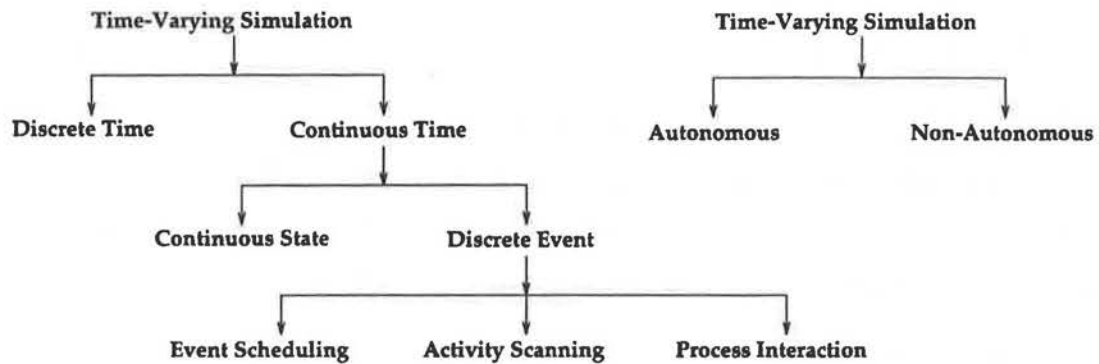 Time-Varying Simulation
Time-Varying Simulation
Discrete Time
Continuous Time
Autonomous
Non-Autonomous
Continuous State
Discrete Event
Event Scheduling
Activity Scanning
Process Interaction